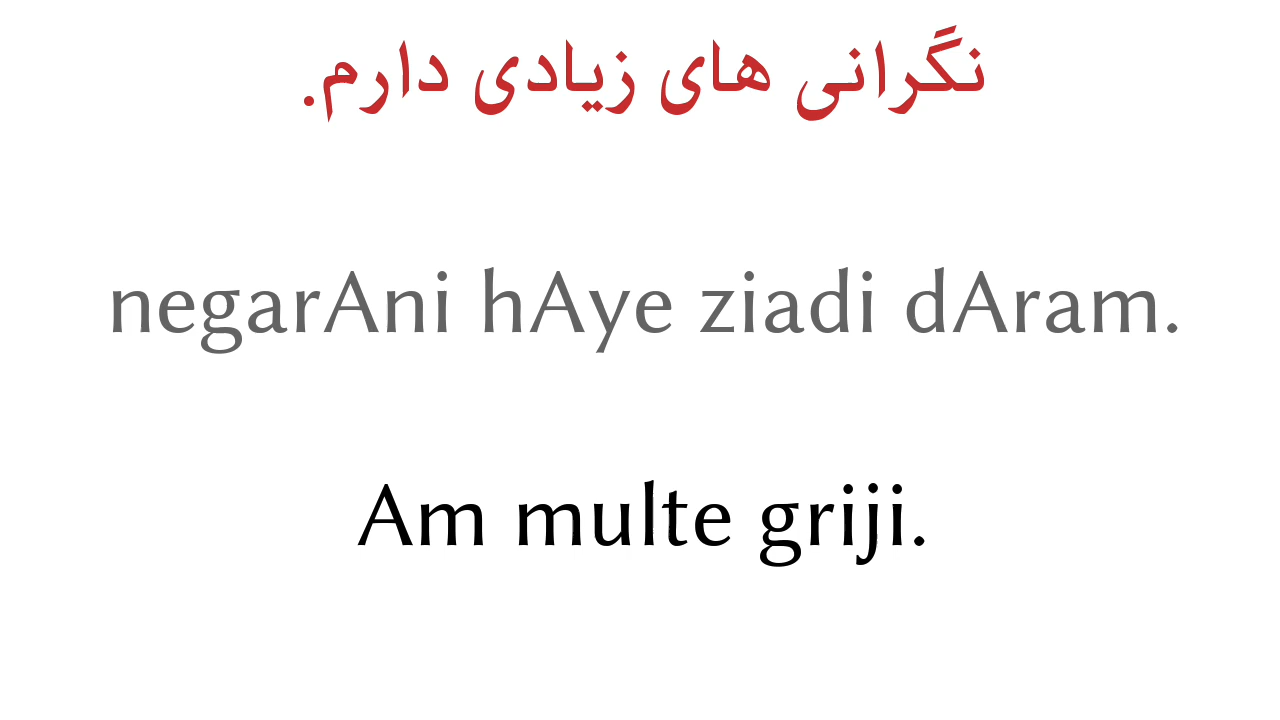 نگرانی های زیادی دارم.
negarAni hAye ziadi dAram.
Am multe griji.